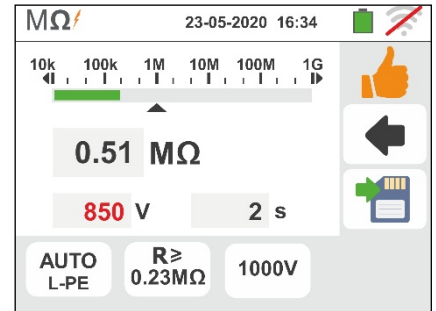 MΩ 23-05-2020 16:34
10k 100k 1M 10M 100M 1G
0.51 MΩ
850 V 2 s
AUTO
L-PE
R≥
0.23MΩ
1000V